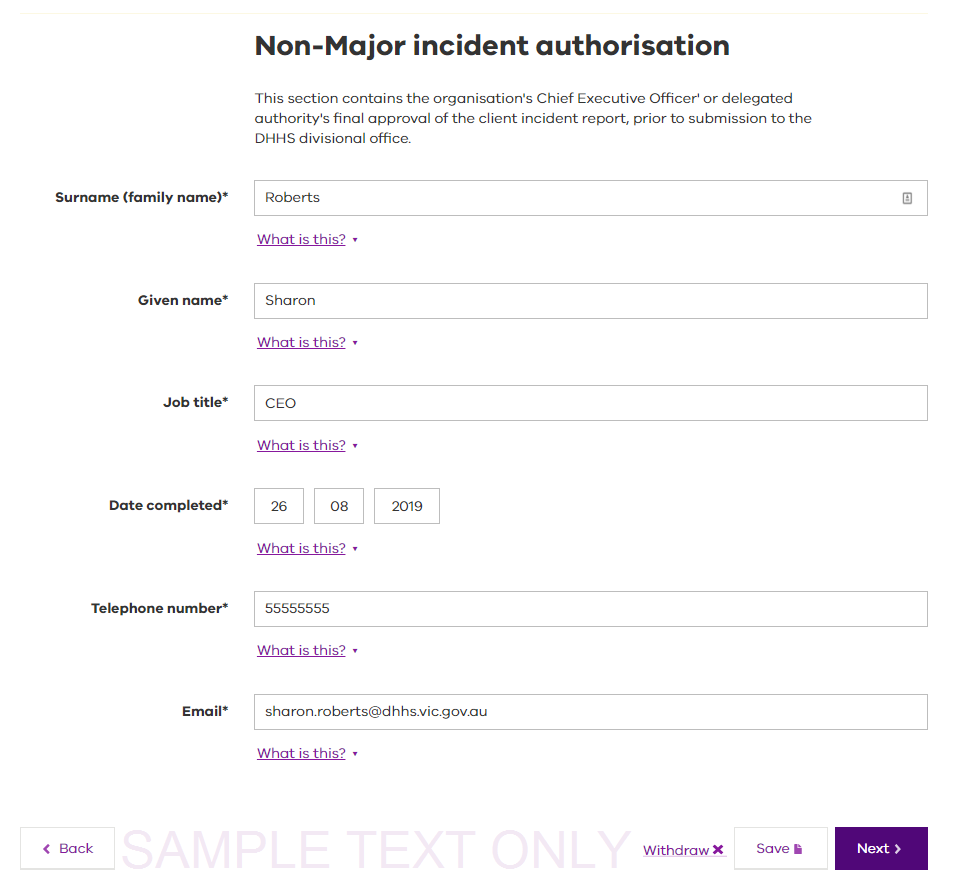 Non-Major incident authorisation
This section contains the organisation's Chief Executive Officer' or delegated
authority's final approval of the client incident report, prior to submission to the
DHHS divisional office.
Surname (family name)* Roberts
What is this?
Given name* Sharon
What is this?
Job title* CEO
What is this?
Date completed* 26 08 2019
What is this?
Telephone number* 55555555
What is this?
Email* sharon.roberts@dhhs.vic.gov.au
What is this?
Back SAMPLE TEXT ONLY Withdraw Save Next